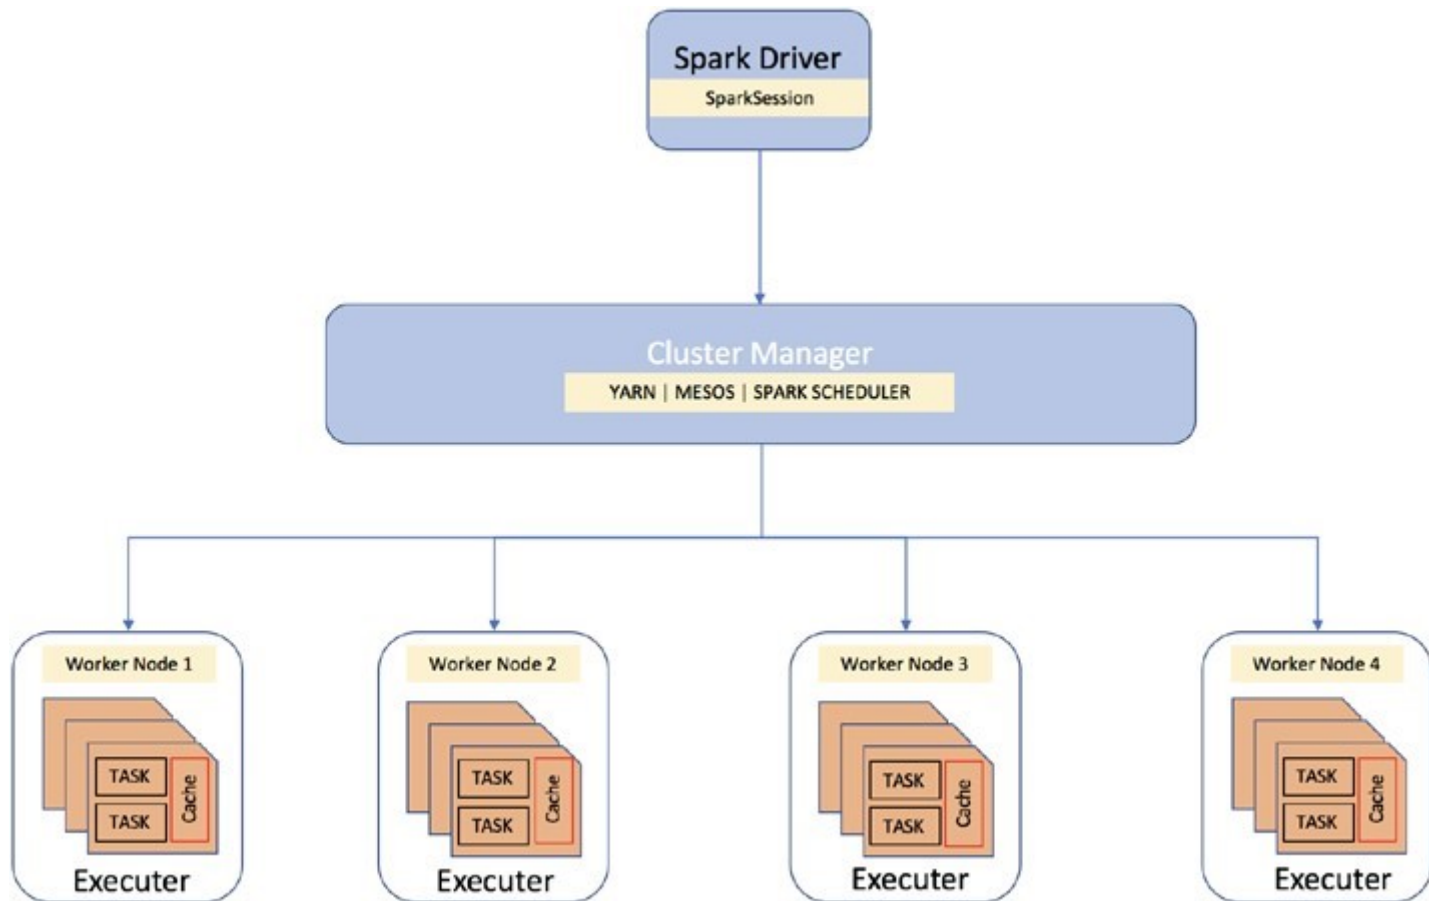 Spark Driver
SparkSession
Cluster Manager
YARN | MESOS | SPARK SCHEDULER
Worker Node 1
TASK
TASK
Cache
Executer
Worker Node 2
TASK
TASK
Cache
Executer
Worker Node 3
TASK
TASK
Cache
Executer
Worker Node 4
TASK
TASK
Cache
Executer